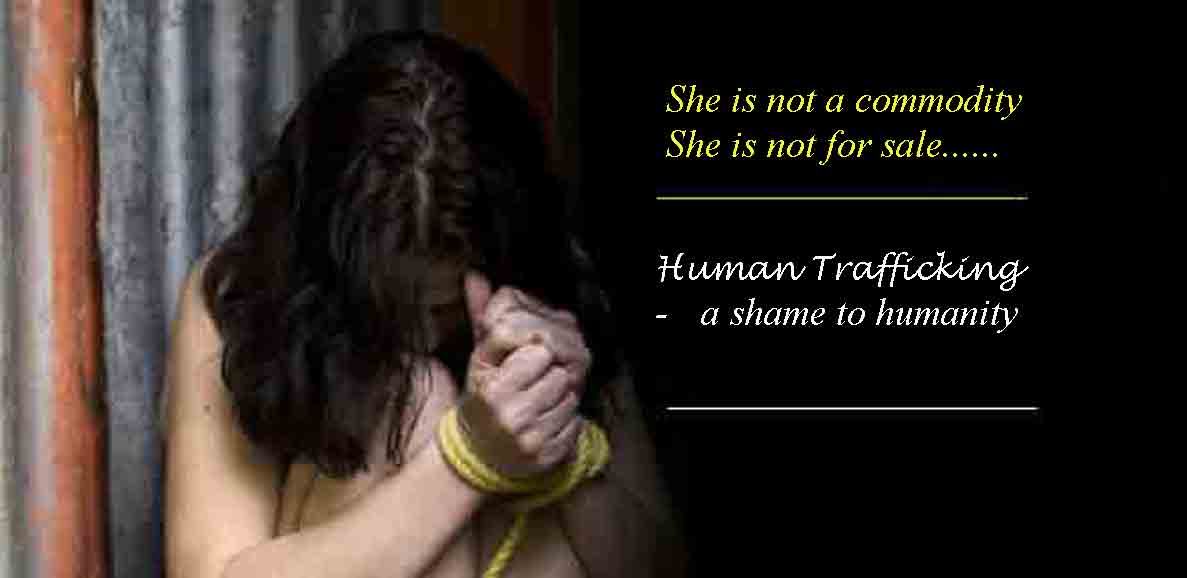 She is not a commodity
She is not for sale......
Human Trafficking
- a shame to humanity